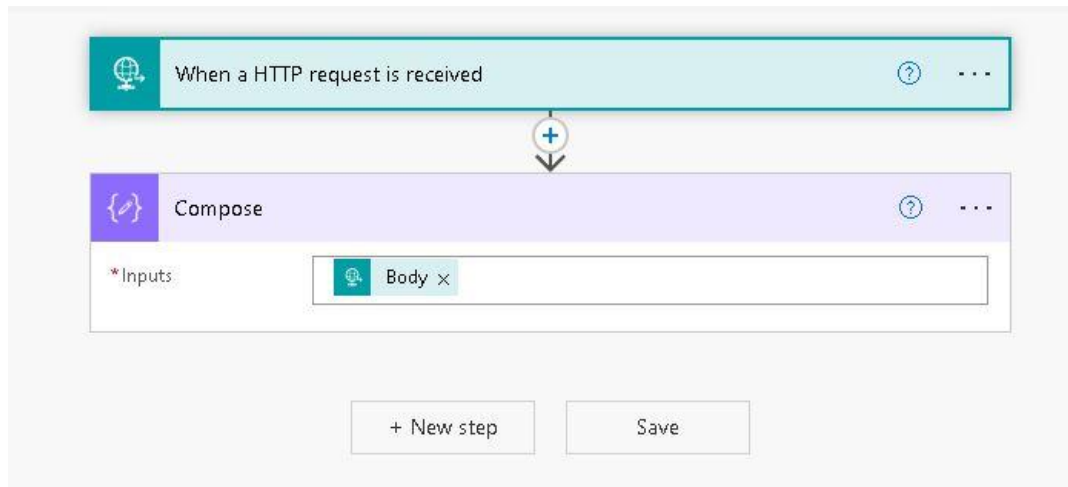 When a HTTP request is received
Compose
*Inputs
Body ×
+ New step
Save